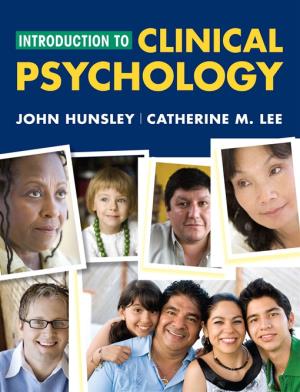 INTRODUCTION TO CLINICAL
PSYCHOLOGY
JOHN HUNSLEY | CATHERINE M. LEE